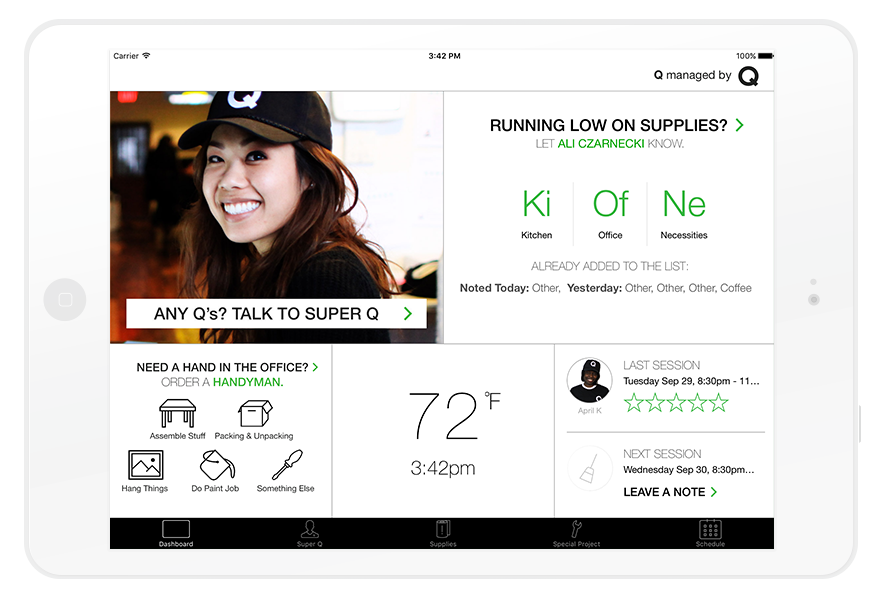 Carrier
3:42 PM
100%
Q managed by Q
Q
ANY Q's? TALK TO SUPER Q
RUNNING LOW ON SUPPLIES?
LET ALI CZARNECKI KNOW.
Ki Of Ne
Kitchen Office Necessities
ALREADY ADDED TO THE LIST:
Noted Today: Other, Yesterday: Other, Other, Other, Coffee
NEED A HAND IN THE OFFICE?
ORDER A HANDYMAN.
Assemble Stuff Packing & Unpacking
Hang Things Do Paint Job Something Else
72°F
3:42pm
Q
April K
LAST SESSION
Tuesday Sep 29, 8:30pm - 11...
NEXT SESSION
Wednesday Sep 30, 8:30pm...
LEAVE A NOTE
Dashboard Super Q Supplies Special Project Schedule